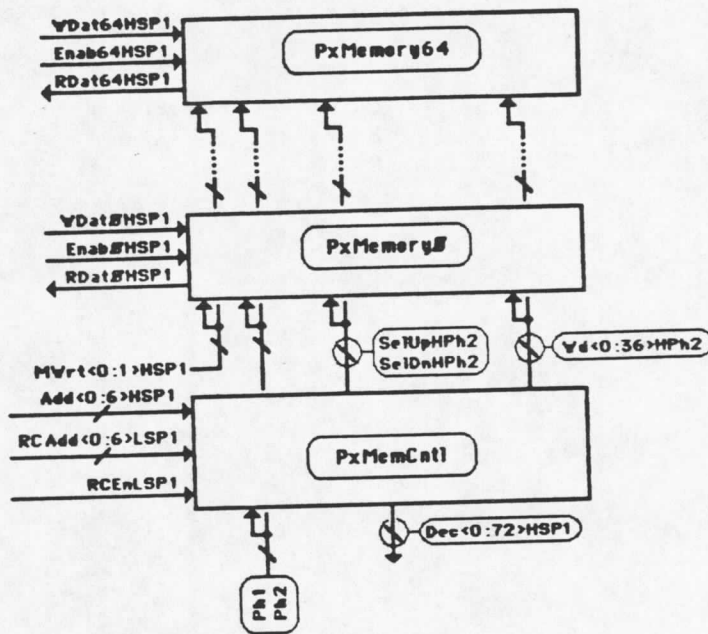 WDat64HSP1
Enab64HSP1
RDat64HSP1
PxMemory64
WDat0HSP1
Enab0HSP1
RDat0HSP1
PxMemory0
MWrt<0:1>HSP1
SelUpHPh2
SelDnHPh2
Wd<0:36>HPh2
Add<0:6>HSP1
RCAdd<0:6>LSP1
RCEnLSP1
PxMemCntl
Dec<0:72>HSP1
Ph1
Ph2